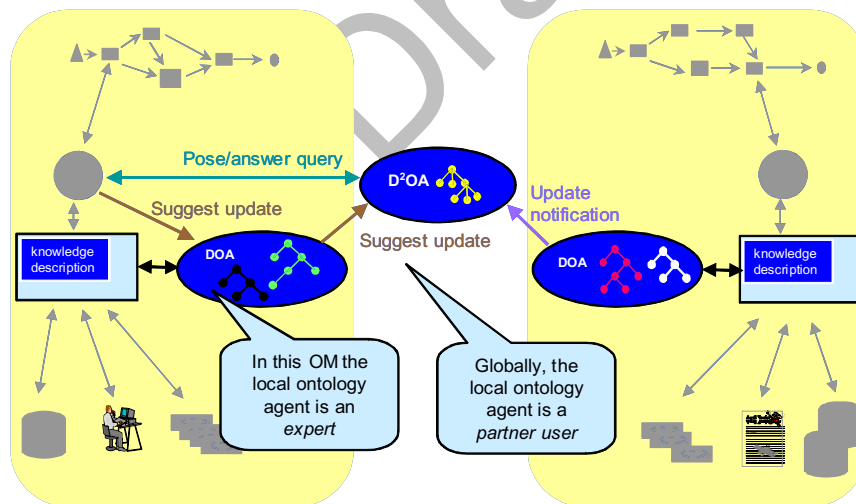 Dra
Pose/answer query
D²OA
Suggest update
Update
notification
Suggest update
knowledge
description
DOA
DOA
knowledge
description
In this OM the
local ontology
agent is an
expert
Globally, the
local ontology
agent is a
partner user